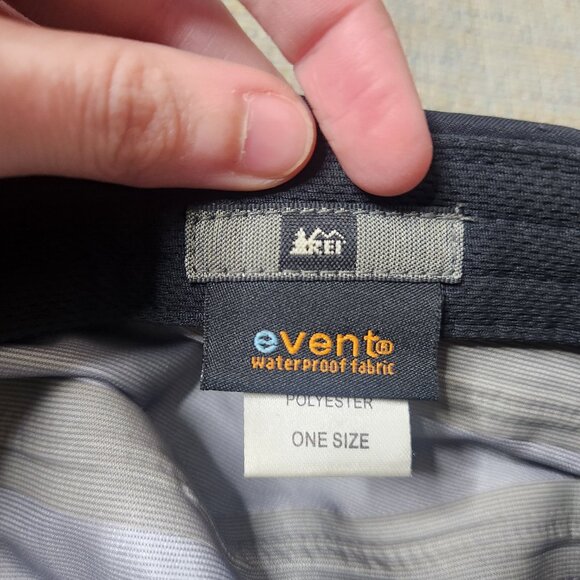 REI
event®
waterproof fabric
POLYESTER
ONE SIZE